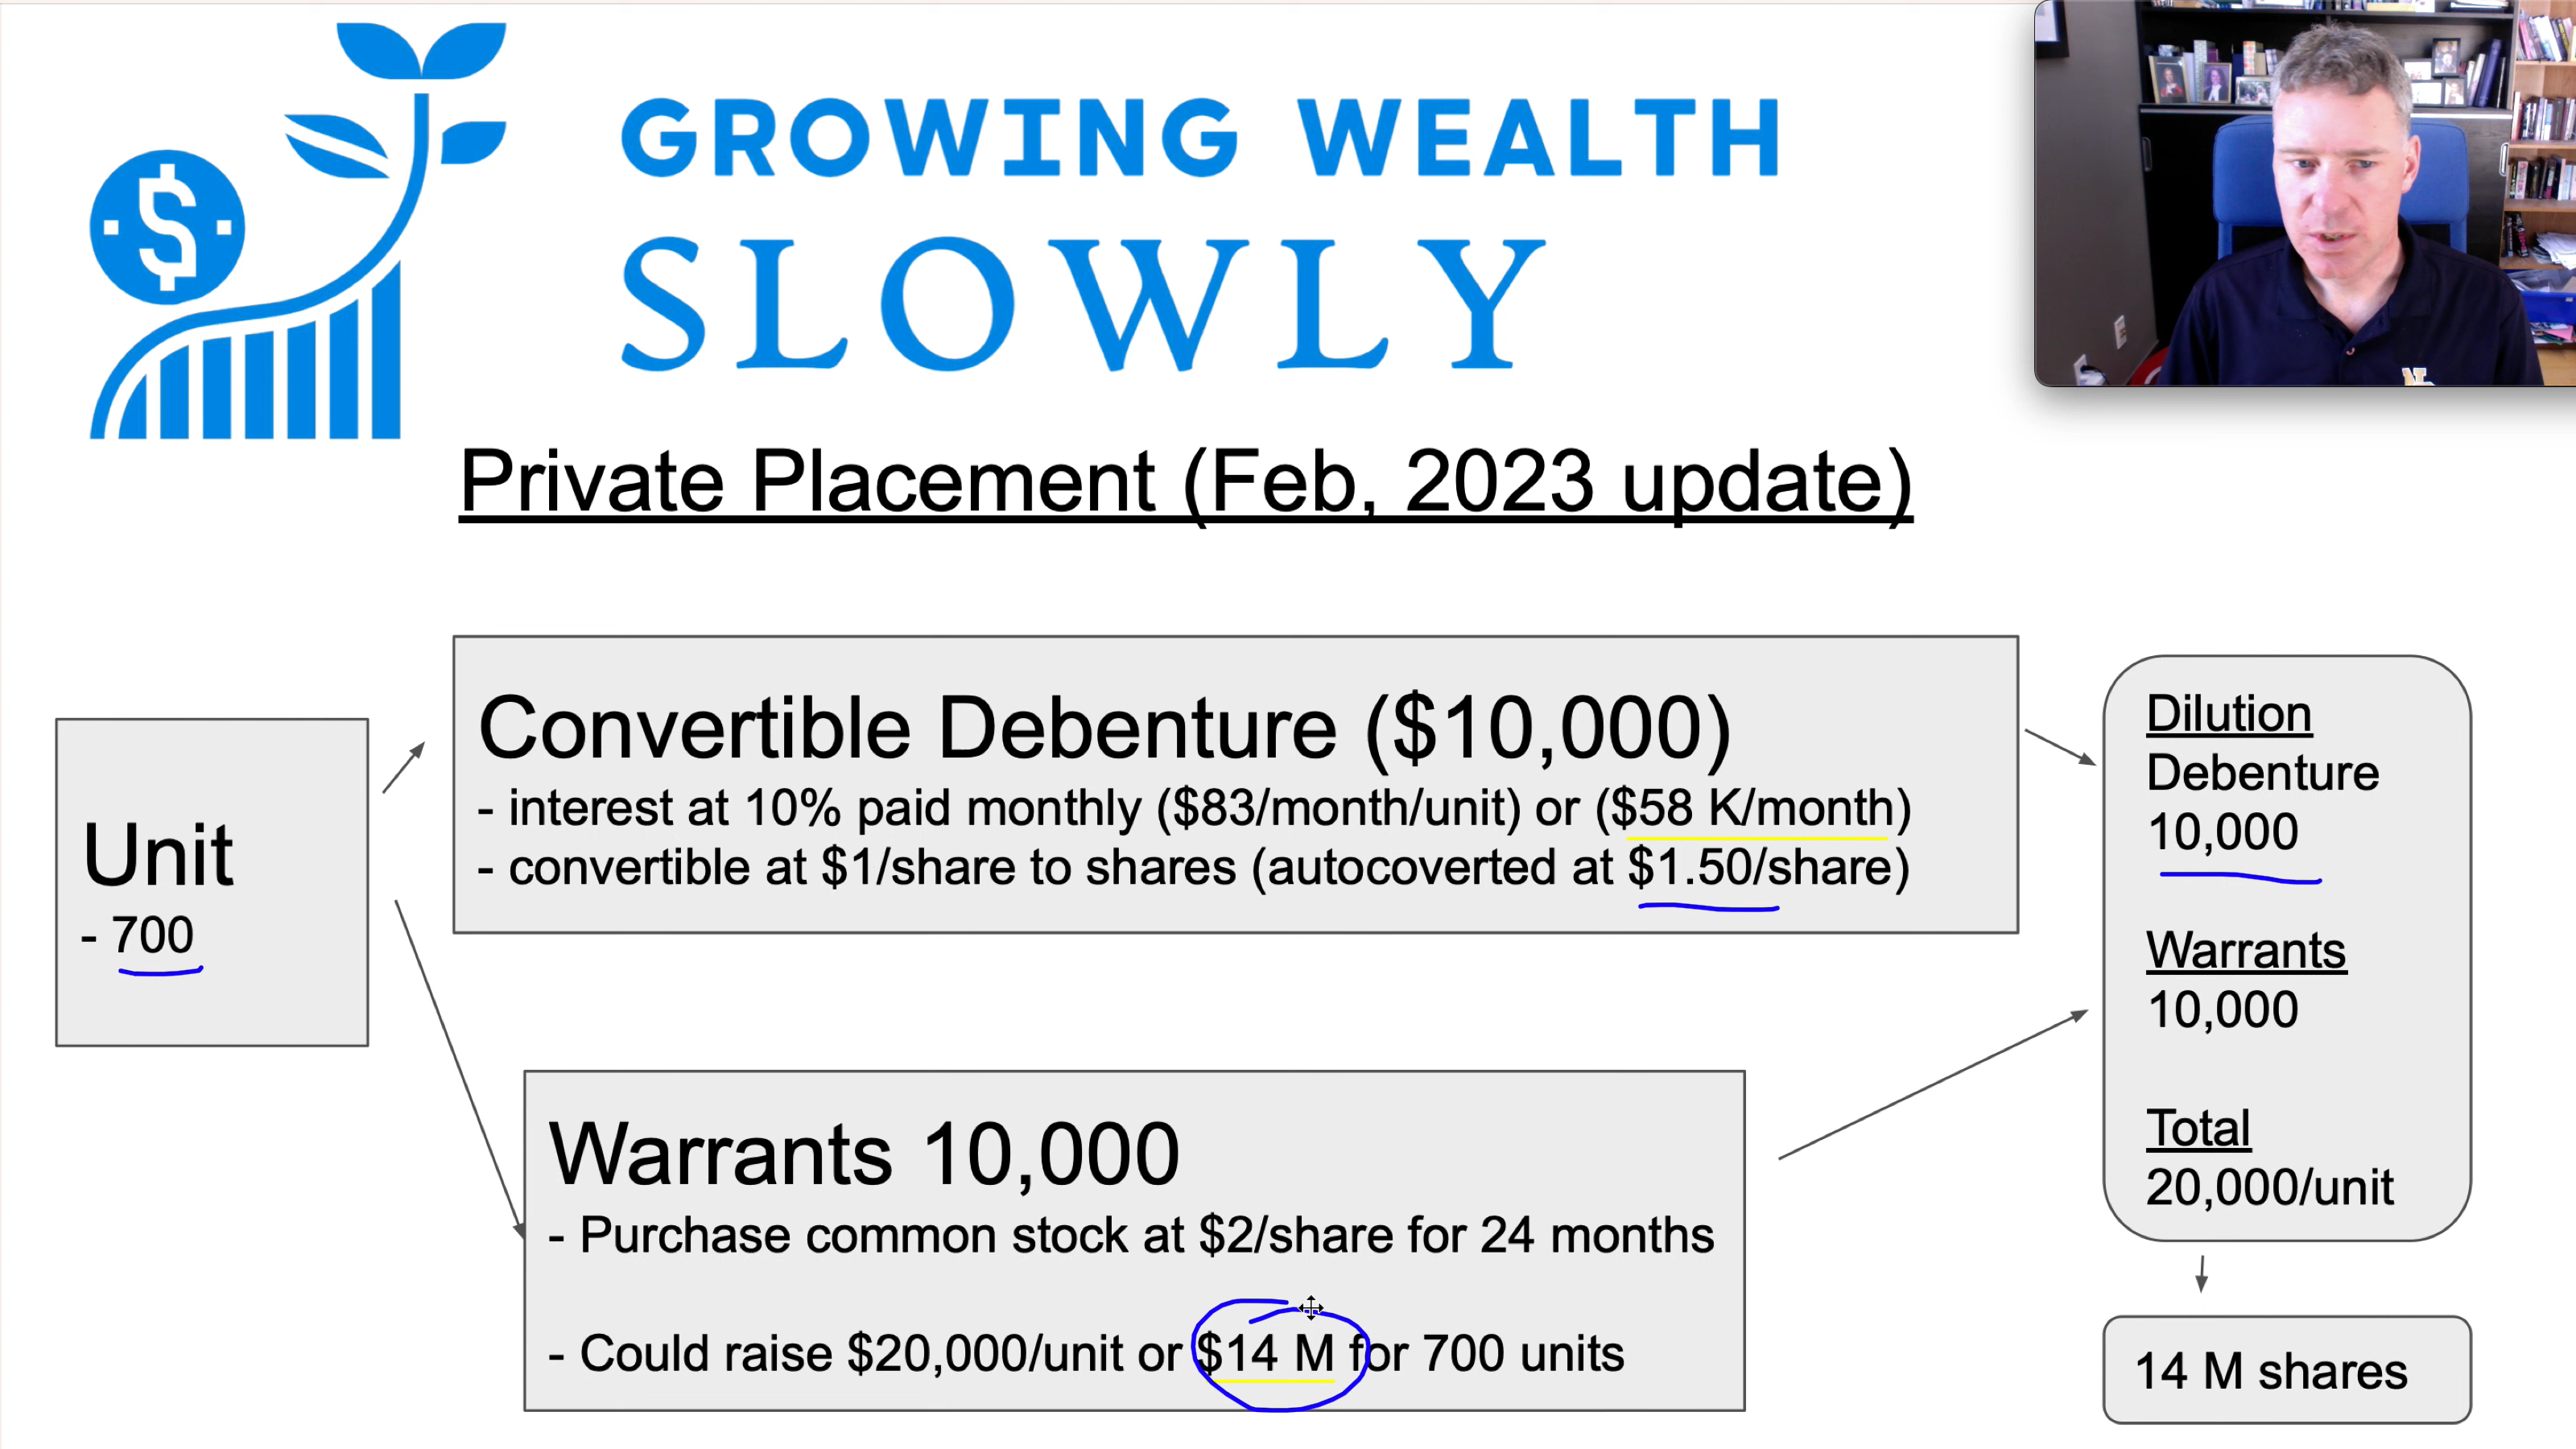 GROWING WEALTH
SLOWLY
Private Placement (Feb, 2023 update)
Unit
- 700
Convertible Debenture ($10,000)
- interest at 10% paid monthly ($83/month/unit) or ($58 K/month)
- convertible at $1/share to shares (autocoverted at $1.50/share)
Warrants 10,000
- Purchase common stock at $2/share for 24 months
- Could raise $20,000/unit or $14 M for 700 units
Dilution
Debenture
10,000
Warrants
10,000
Total
20,000/unit
14 M shares